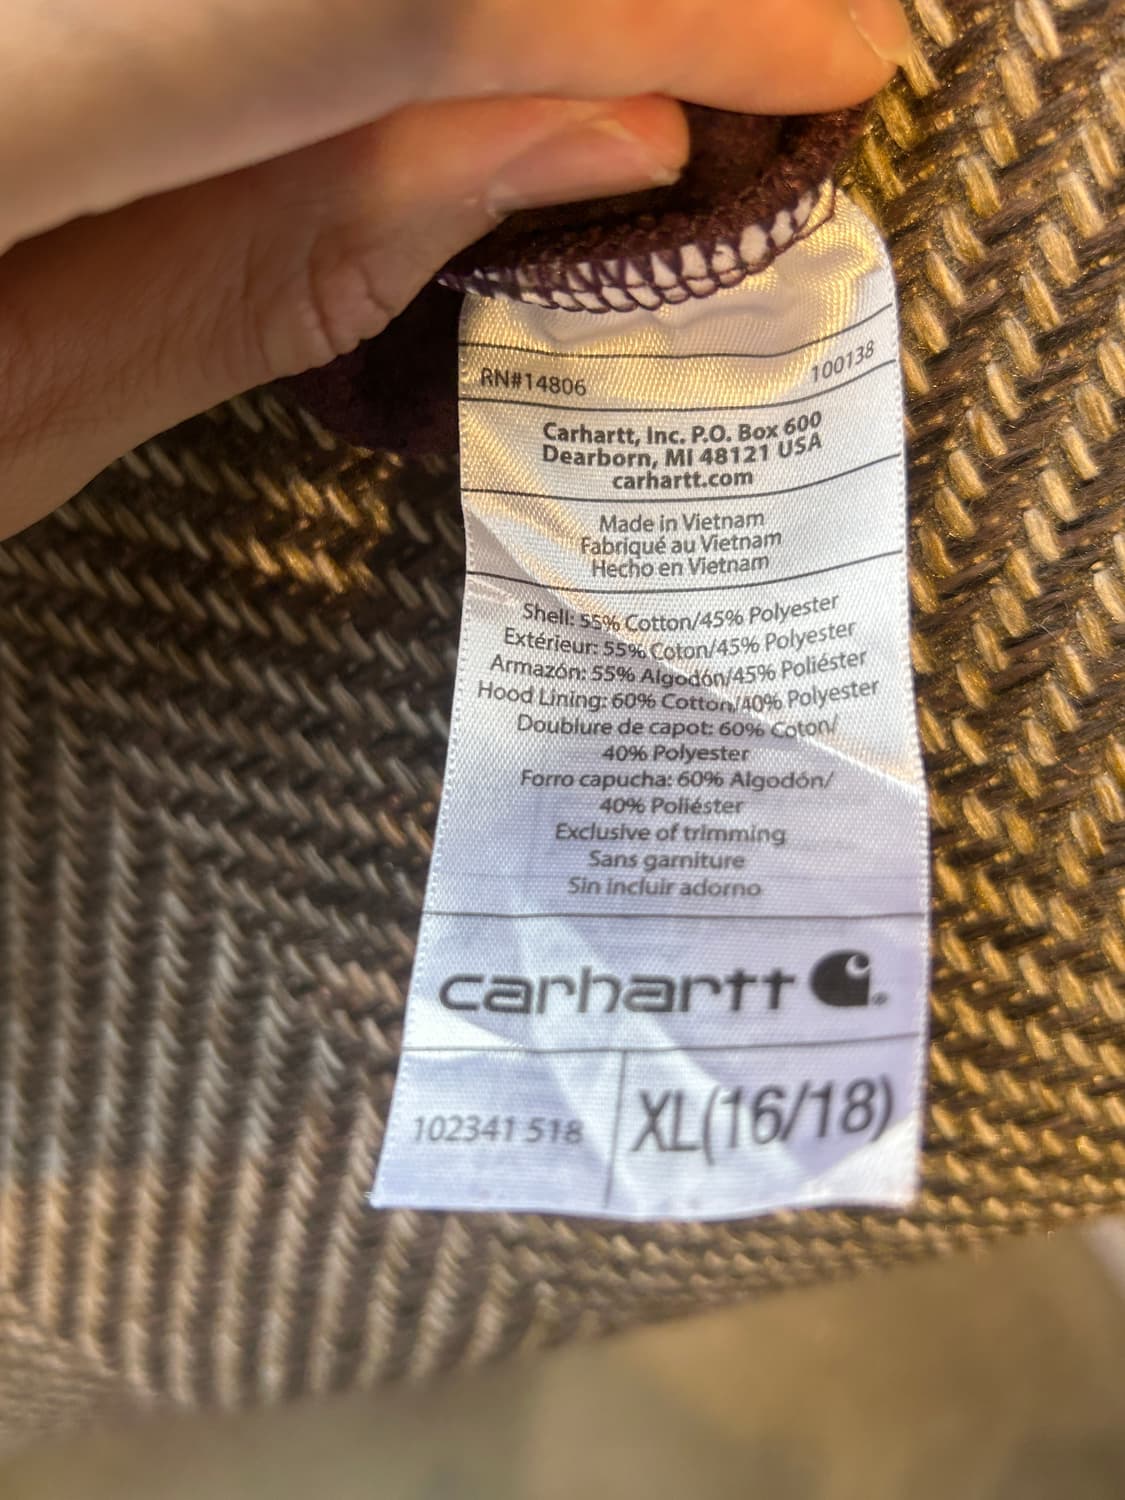 RN#14806 100138
Carhartt, Inc. P.O. Box 600
Dearborn, MI 48121 USA
carhartt.com
Made in Vietnam
Fabriqué au Vietnam
Hecho en Vietnam
Shell: 55% Cotton/45% Polyester
Extérieur: 55% Coton/45% Polyester
Armazón: 55% Algodón/45% Poliéster
Hood Lining: 60% Cotton/40% Polyester
Doublure de capot: 60% Coton/
40% Polyester
Forro capucha: 60% Algodón/
40% Poliéster
Exclusive of trimming
Sans garniture
Sin incluir adorno
carhartt
102341 518 XL(16/18)